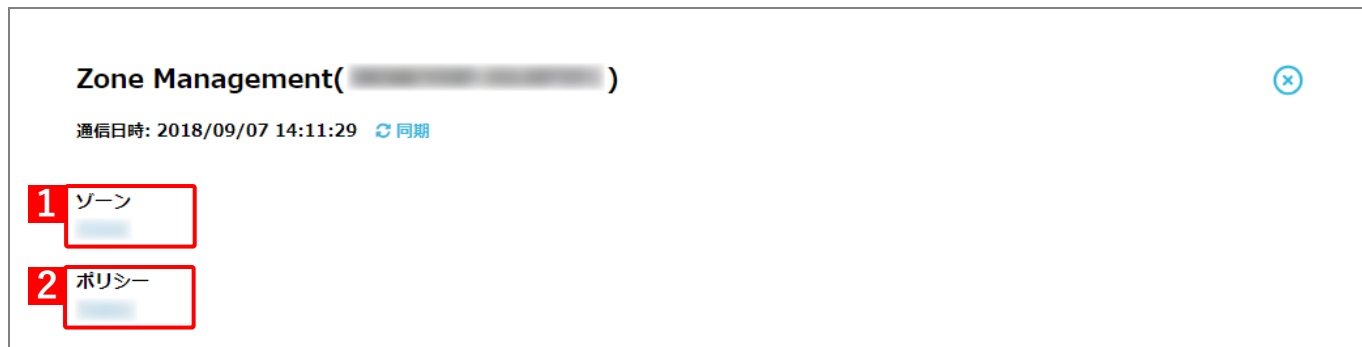 Zone Management( )
通信日時: 2018/09/07 14:11:29 同期
1 ゾーン
2 ポリシー